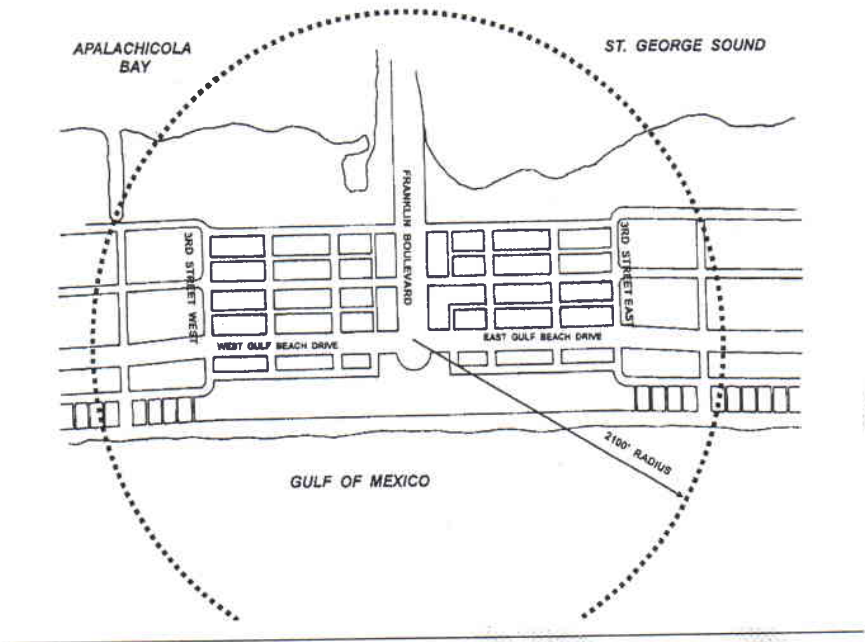 APALACHICOLA
BAY
ST. GEORGE SOUND
FRANKLIN BOULEVARD
3RD STREET WEST
3RD STREET EAST
WEST GULF BEACH DRIVE
EAST GULF BEACH DRIVE
2100' RADIUS
GULF OF MEXICO